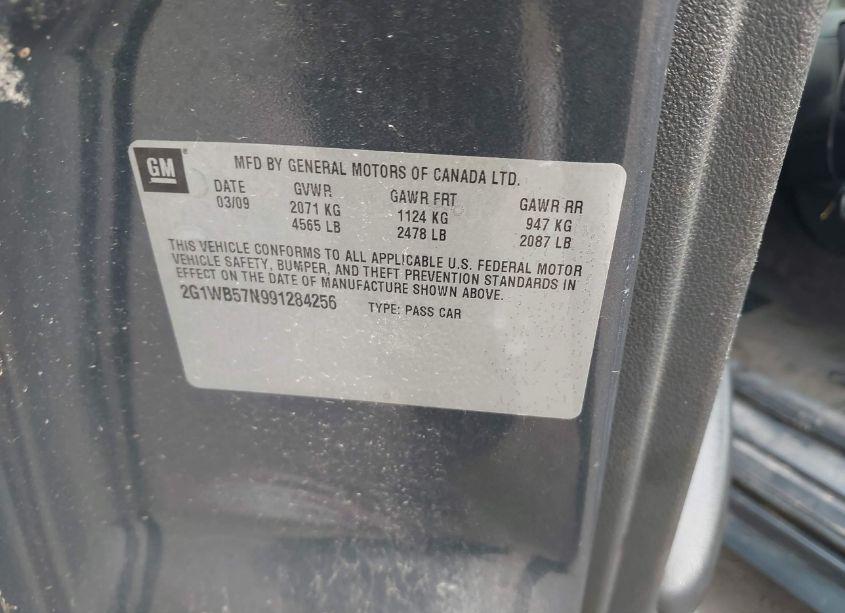 GM ®
MFD BY GENERAL MOTORS OF CANADA LTD.
DATE GVWR GAWR FRT GAWR RR
03/09 2071 KG 1124 KG 947 KG
4565 LB 2478 LB 2087 LB
THIS VEHICLE CONFORMS TO ALL APPLICABLE U.S. FEDERAL MOTOR
VEHICLE SAFETY, BUMPER, AND THEFT PREVENTION STANDARDS IN
EFFECT ON THE DATE OF MANUFACTURE SHOWN ABOVE.
2G1WB57N991284256 TYPE: PASS CAR